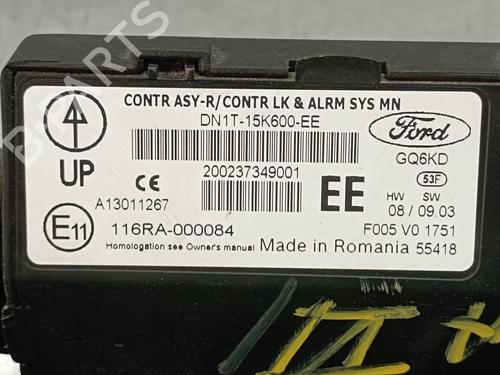 CONTR ASY-R/CONTR LK & ALRM SYS MN
DN1T-15K600-EE
Ford
GQ6KD
53F
UP
CE
200237349001
EE
HW SW
08 / 09.03
A13011267
E11
116RA-000084
F005 V0 1751
Homologation see Owner's manual Made in Romania 55418